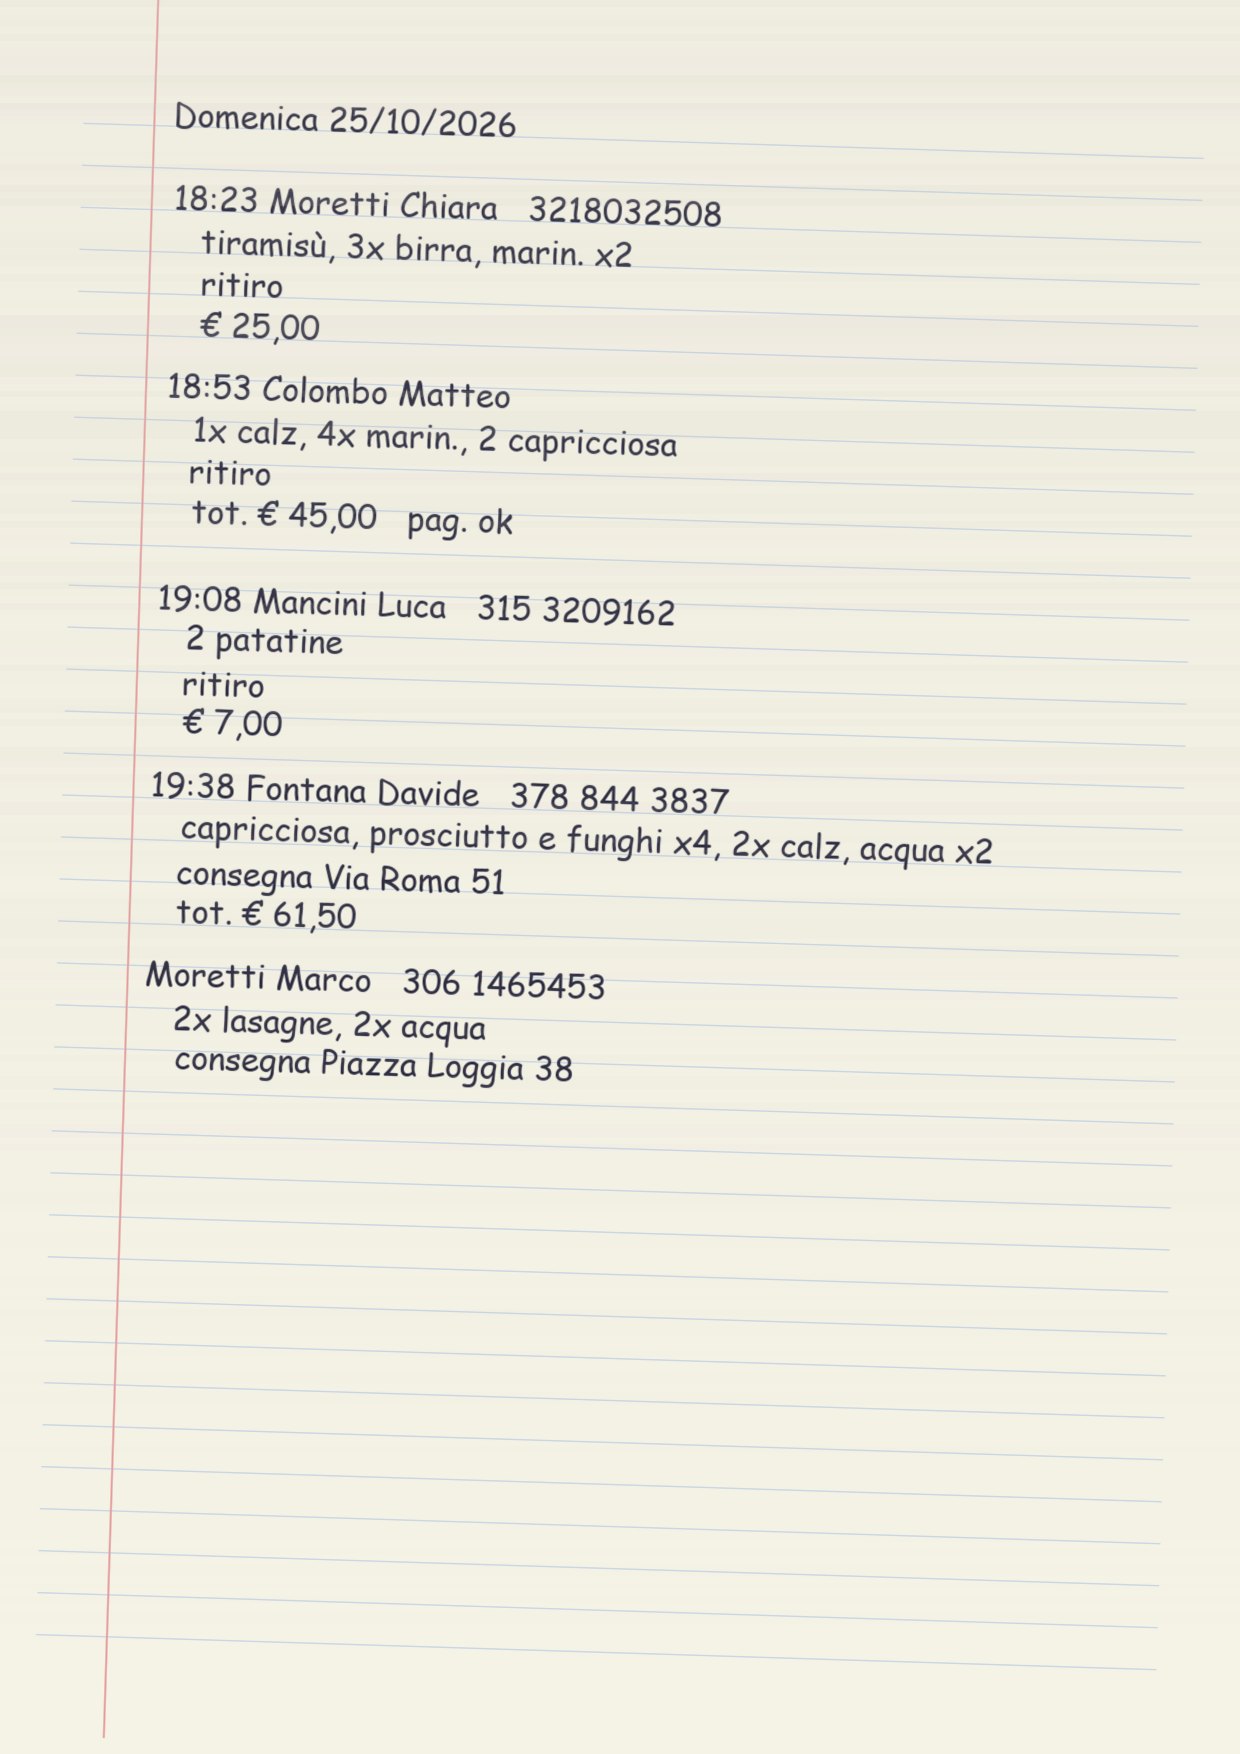 Domenica 25/10/2026
18:23 Moretti Chiara 3218032508
tiramisù, 3x birra, marin. x2
ritiro
€ 25,00
18:53 Colombo Matteo
1x calz, 4x marin., 2 capricciosa
ritiro
tot. € 45,00 pag. ok
19:08 Mancini Luca 315 3209162
2 patatine
ritiro
€ 7,00
19:38 Fontana Davide 378 844 3837
capricciosa, prosciutto e funghi x4, 2x calz, acqua x2
consegna Via Roma 51
tot. € 61,50
Moretti Marco 306 1465453
2x lasagne, 2x acqua
consegna Piazza Loggia 38